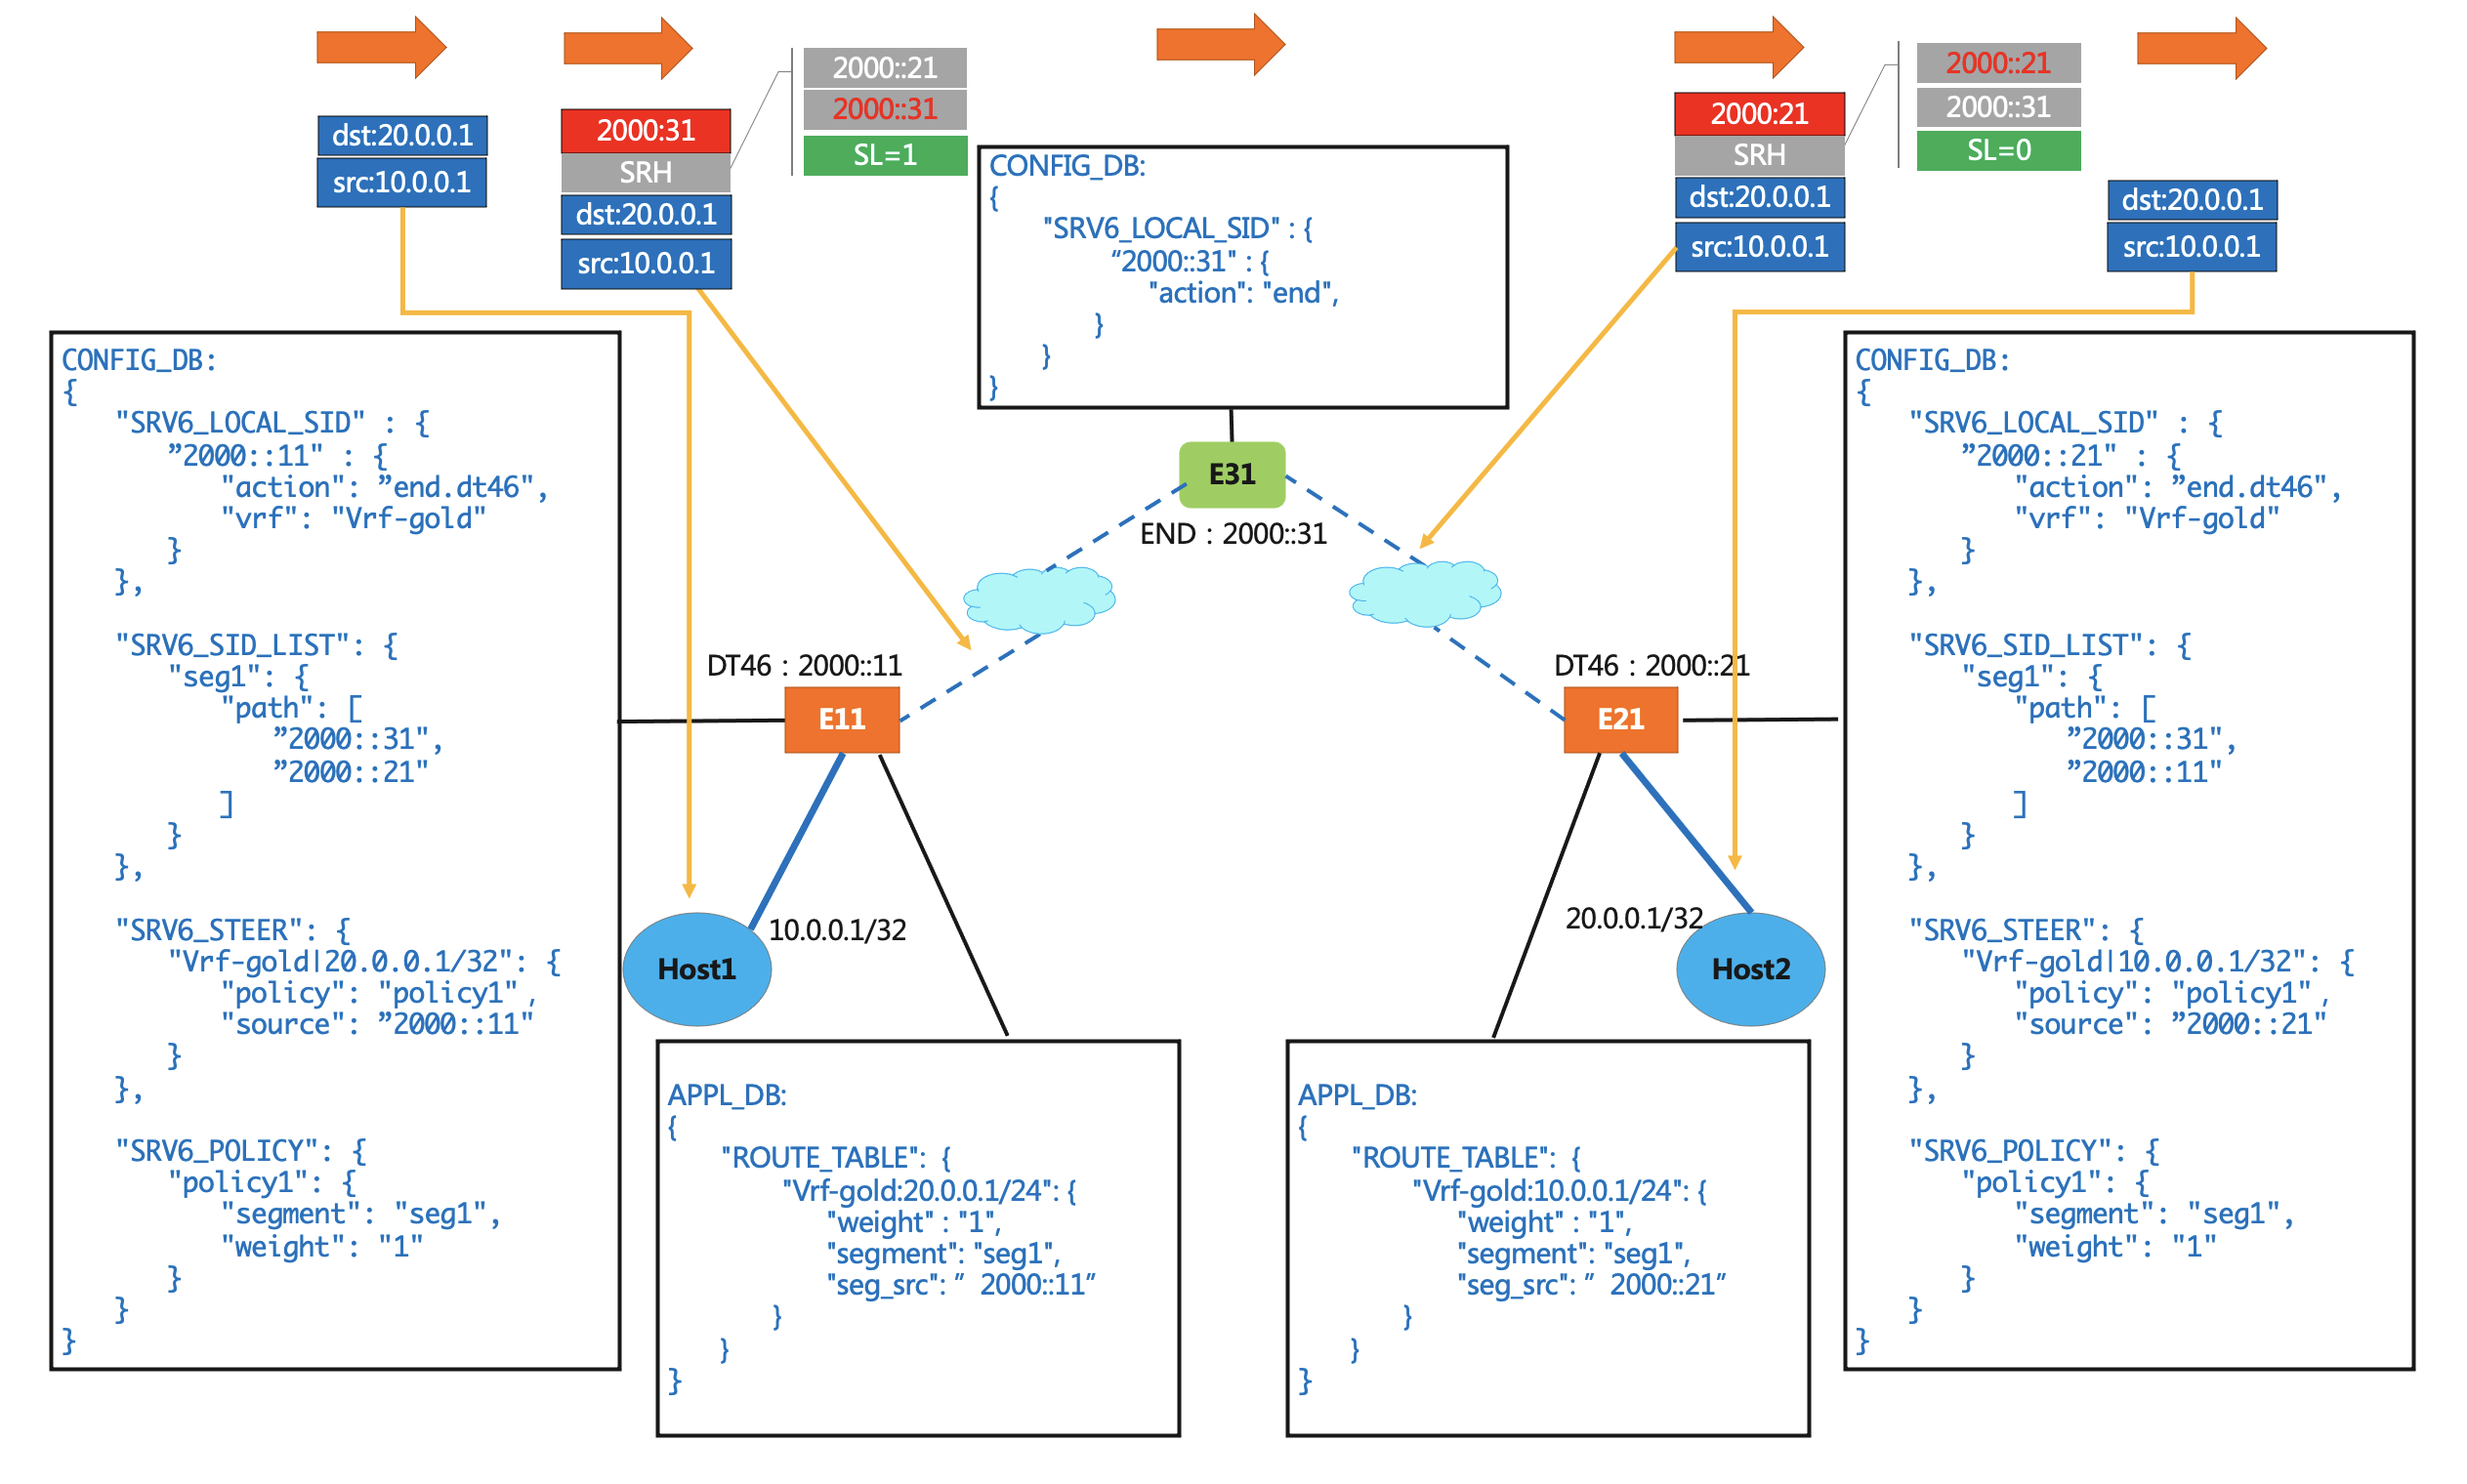 dst:20.0.0.1
src:10.0.0.1
2000:31
SRH
dst:20.0.0.1
src:10.0.0.1
2000::21
2000::31
SL=1
2000:21
SRH
dst:20.0.0.1
src:10.0.0.1
2000::21
2000::31
SL=0
dst:20.0.0.1
src:10.0.0.1
CONFIG_DB:
{
"SRV6_LOCAL_SID" : {
“2000::31" : {
"action": "end",
}
}
}
E31
END : 2000::31
CONFIG_DB:
{
"SRV6_LOCAL_SID" : {
”2000::11" : {
"action": ”end.dt46",
"vrf": "Vrf-gold"
}
},
"SRV6_SID_LIST": {
"seg1": {
"path": [
”2000::31",
”2000::21"
]
}
},
"SRV6_STEER": {
"Vrf-gold|20.0.0.1/32": {
"policy": "policy1",
"source": ”2000::11"
}
},
"SRV6_POLICY": {
"policy1": {
"segment": "seg1",
"weight": "1"
}
}
}
DT46 : 2000::11
E11
10.0.0.1/32
Host1
APPL_DB:
{
"ROUTE_TABLE": {
"Vrf-gold:20.0.0.1/24": {
"weight" : "1",
"segment": "seg1",
"seg_src": ” 2000::11”
}
}
}
DT46 : 2000::21
E21
20.0.0.1/32
Host2
APPL_DB:
{
"ROUTE_TABLE": {
"Vrf-gold:10.0.0.1/24": {
"weight" : "1",
"segment": "seg1",
"seg_src": ” 2000::21”
}
}
}
CONFIG_DB:
{
"SRV6_LOCAL_SID" : {
”2000::21" : {
"action": ”end.dt46",
"vrf": "Vrf-gold"
}
},
"SRV6_SID_LIST": {
"seg1": {
"path": [
”2000::31",
”2000::11"
]
}
},
"SRV6_STEER": {
"Vrf-gold|10.0.0.1/32": {
"policy": "policy1",
"source": ”2000::21"
}
},
"SRV6_POLICY": {
"policy1": {
"segment": "seg1",
"weight": "1"
}
}
}